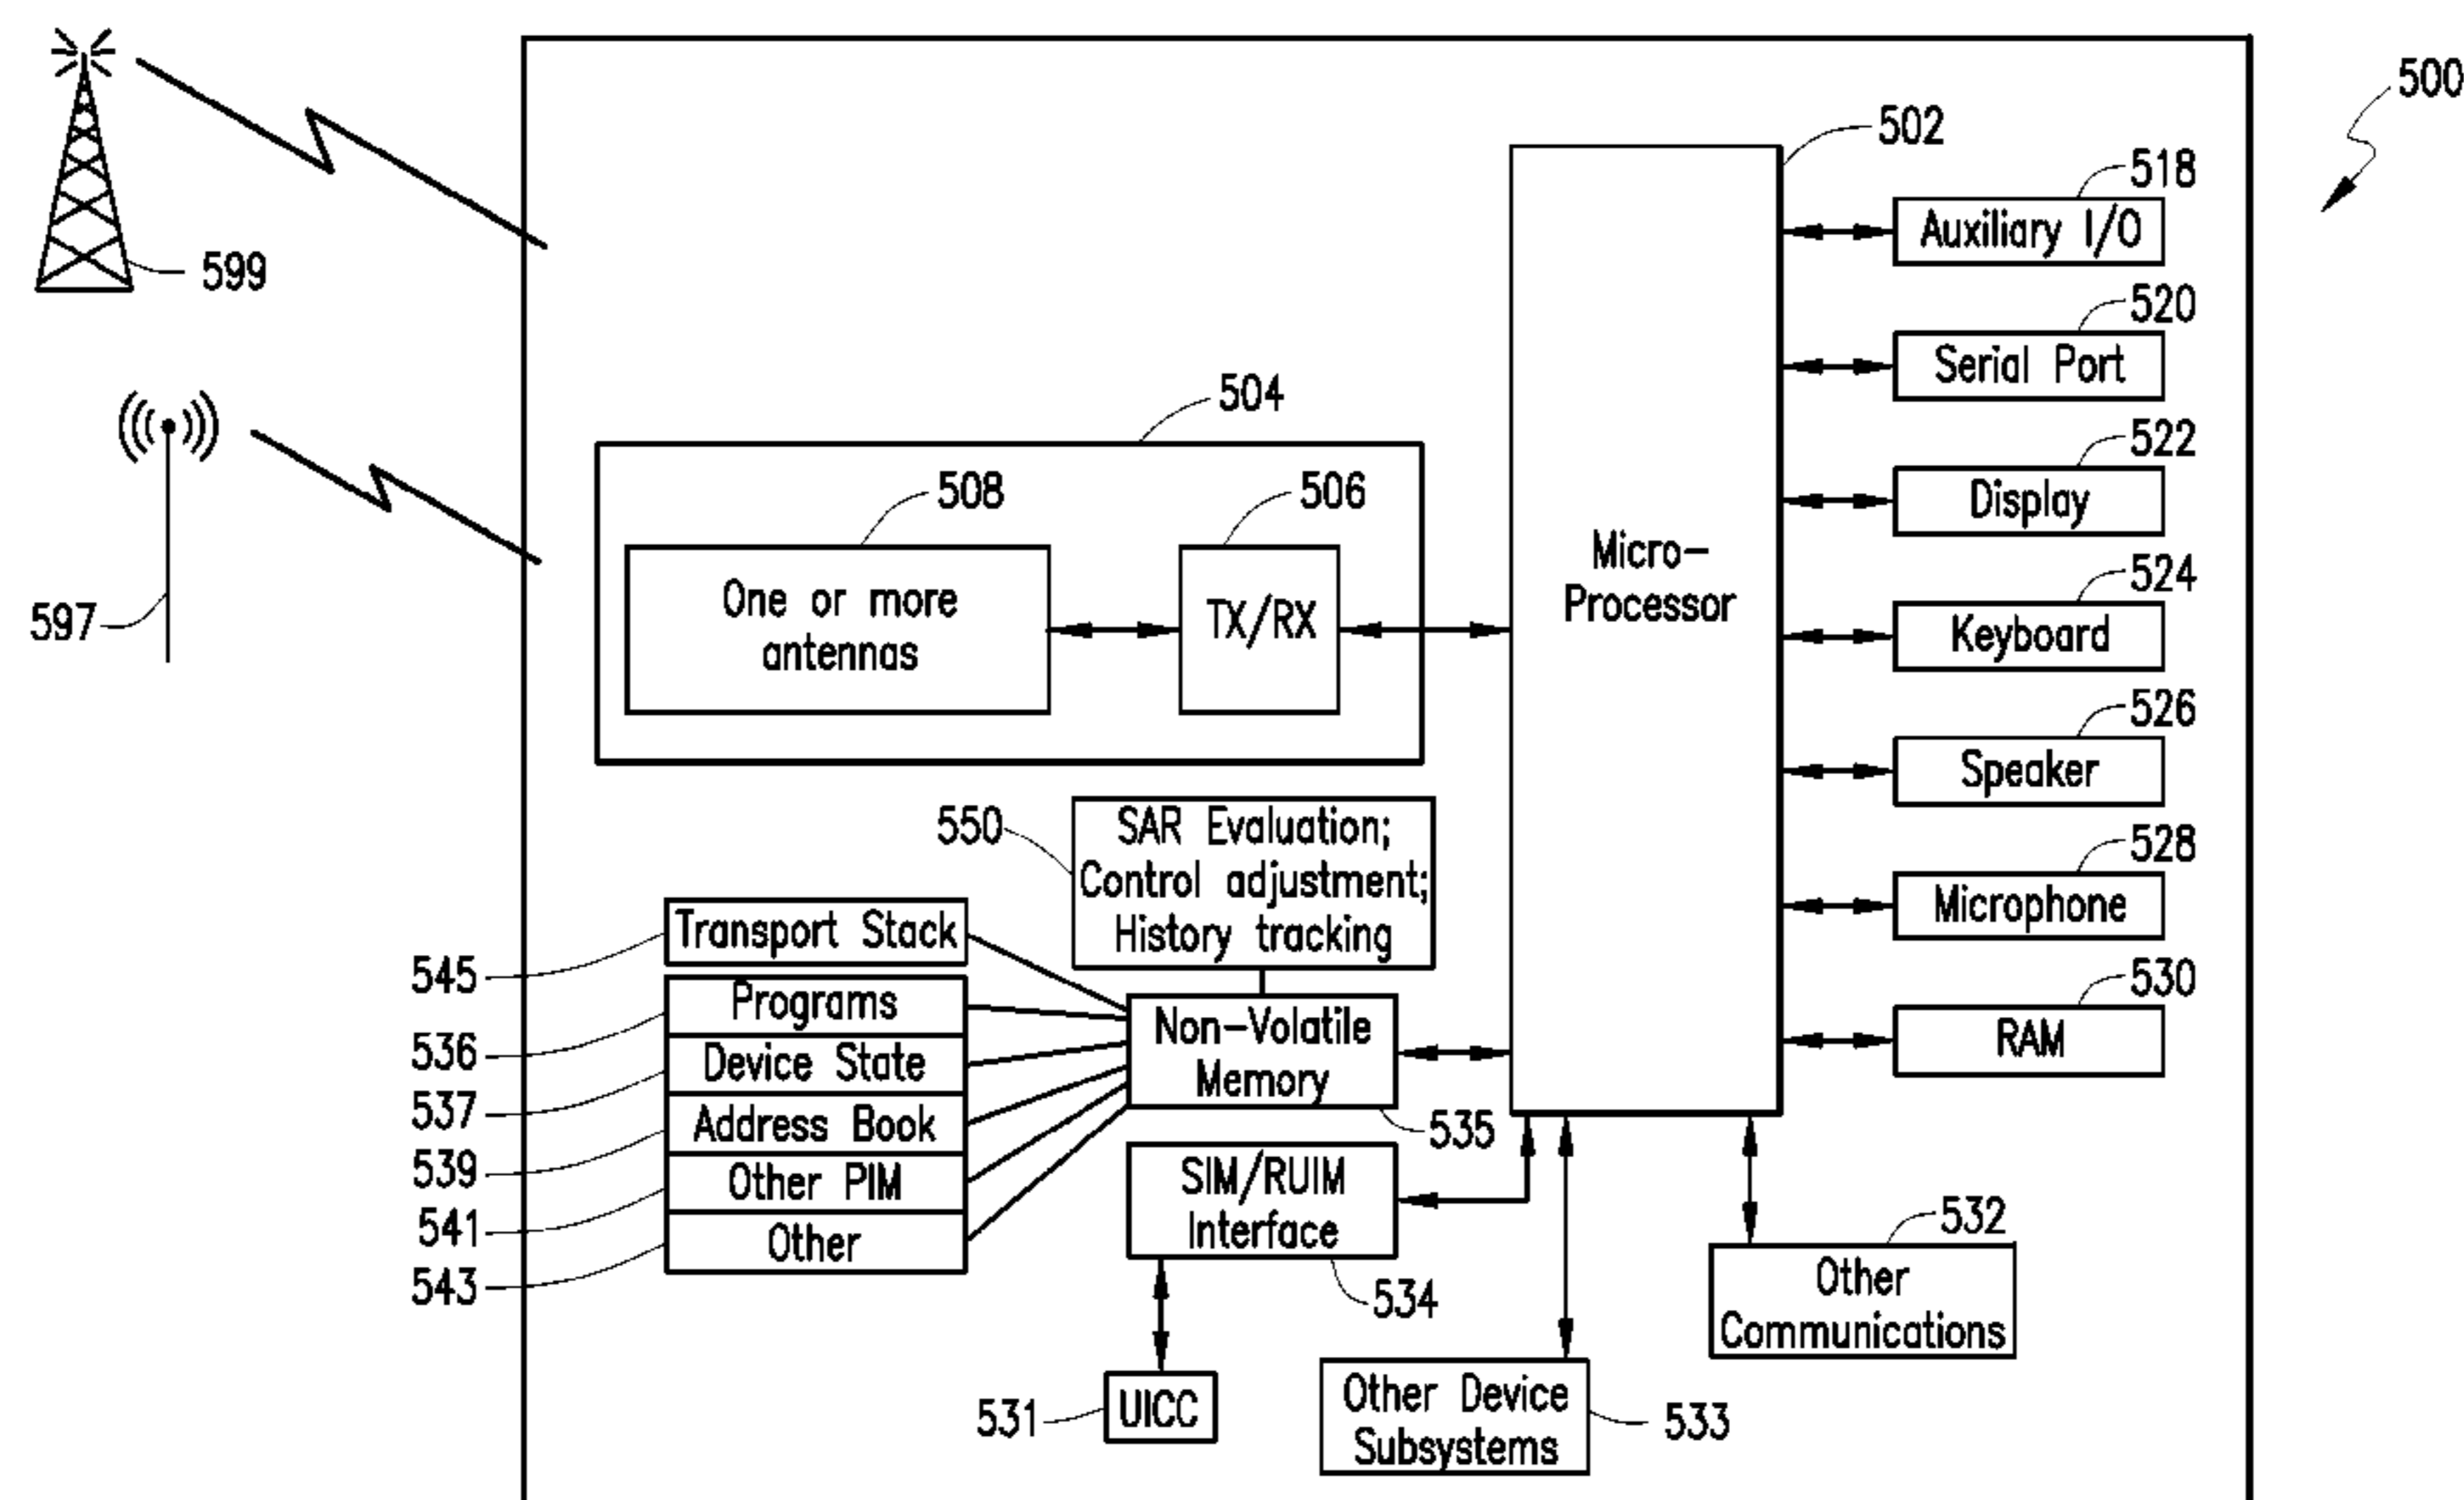 500
502
518
Auxiliary I/O
599
520
Serial Port
504
522
Display
508
506
Micro-
Processor
524
Keyboard
One or more
antennas
TX/RX
597
526
Speaker
550
SAR Evaluation;
Control adjustment;
History tracking
528
Microphone
Transport Stack
545
530
RAM
Programs
536
Non-Volatile
Memory
535
Device State
537
Address Book
539
Other PIM
541
Other
543
SIM/RUIM
Interface
534
532
Other
Communications
531
UICC
Other Device
Subsystems
533